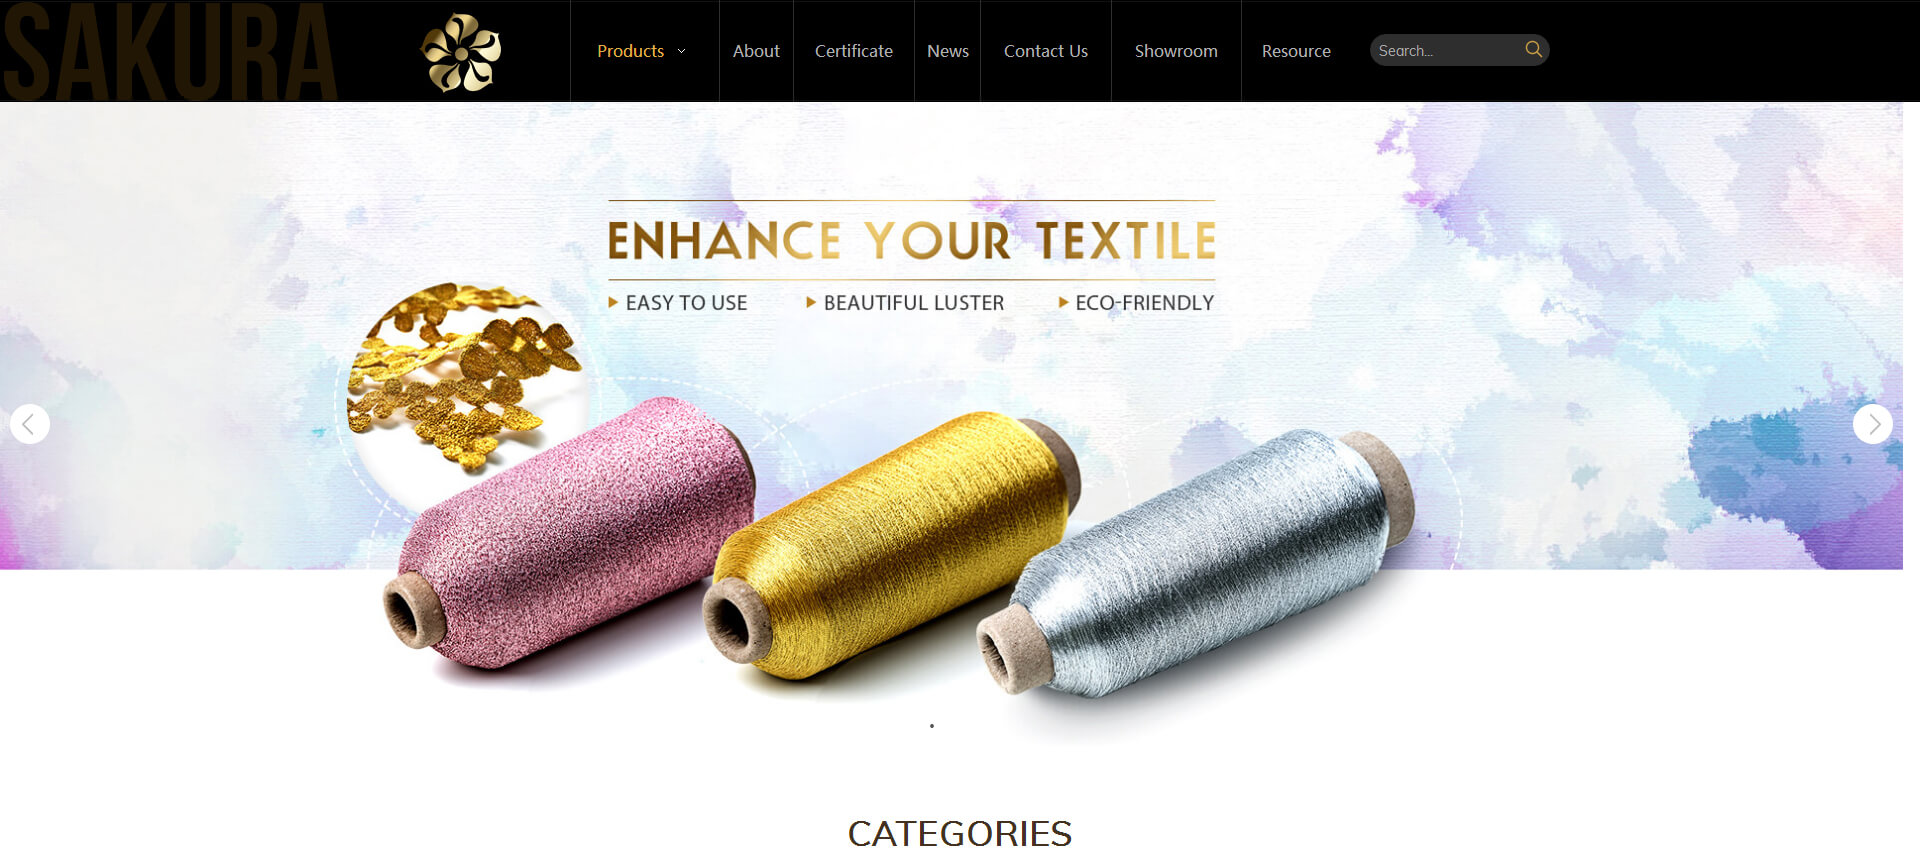 SAKURA
Products About Certificate News Contact Us Showroom Resource Search...
ENHANCE YOUR TEXTILE
EASY TO USE BEAUTIFUL LUSTER ECO-FRIENDLY
CATEGORIES